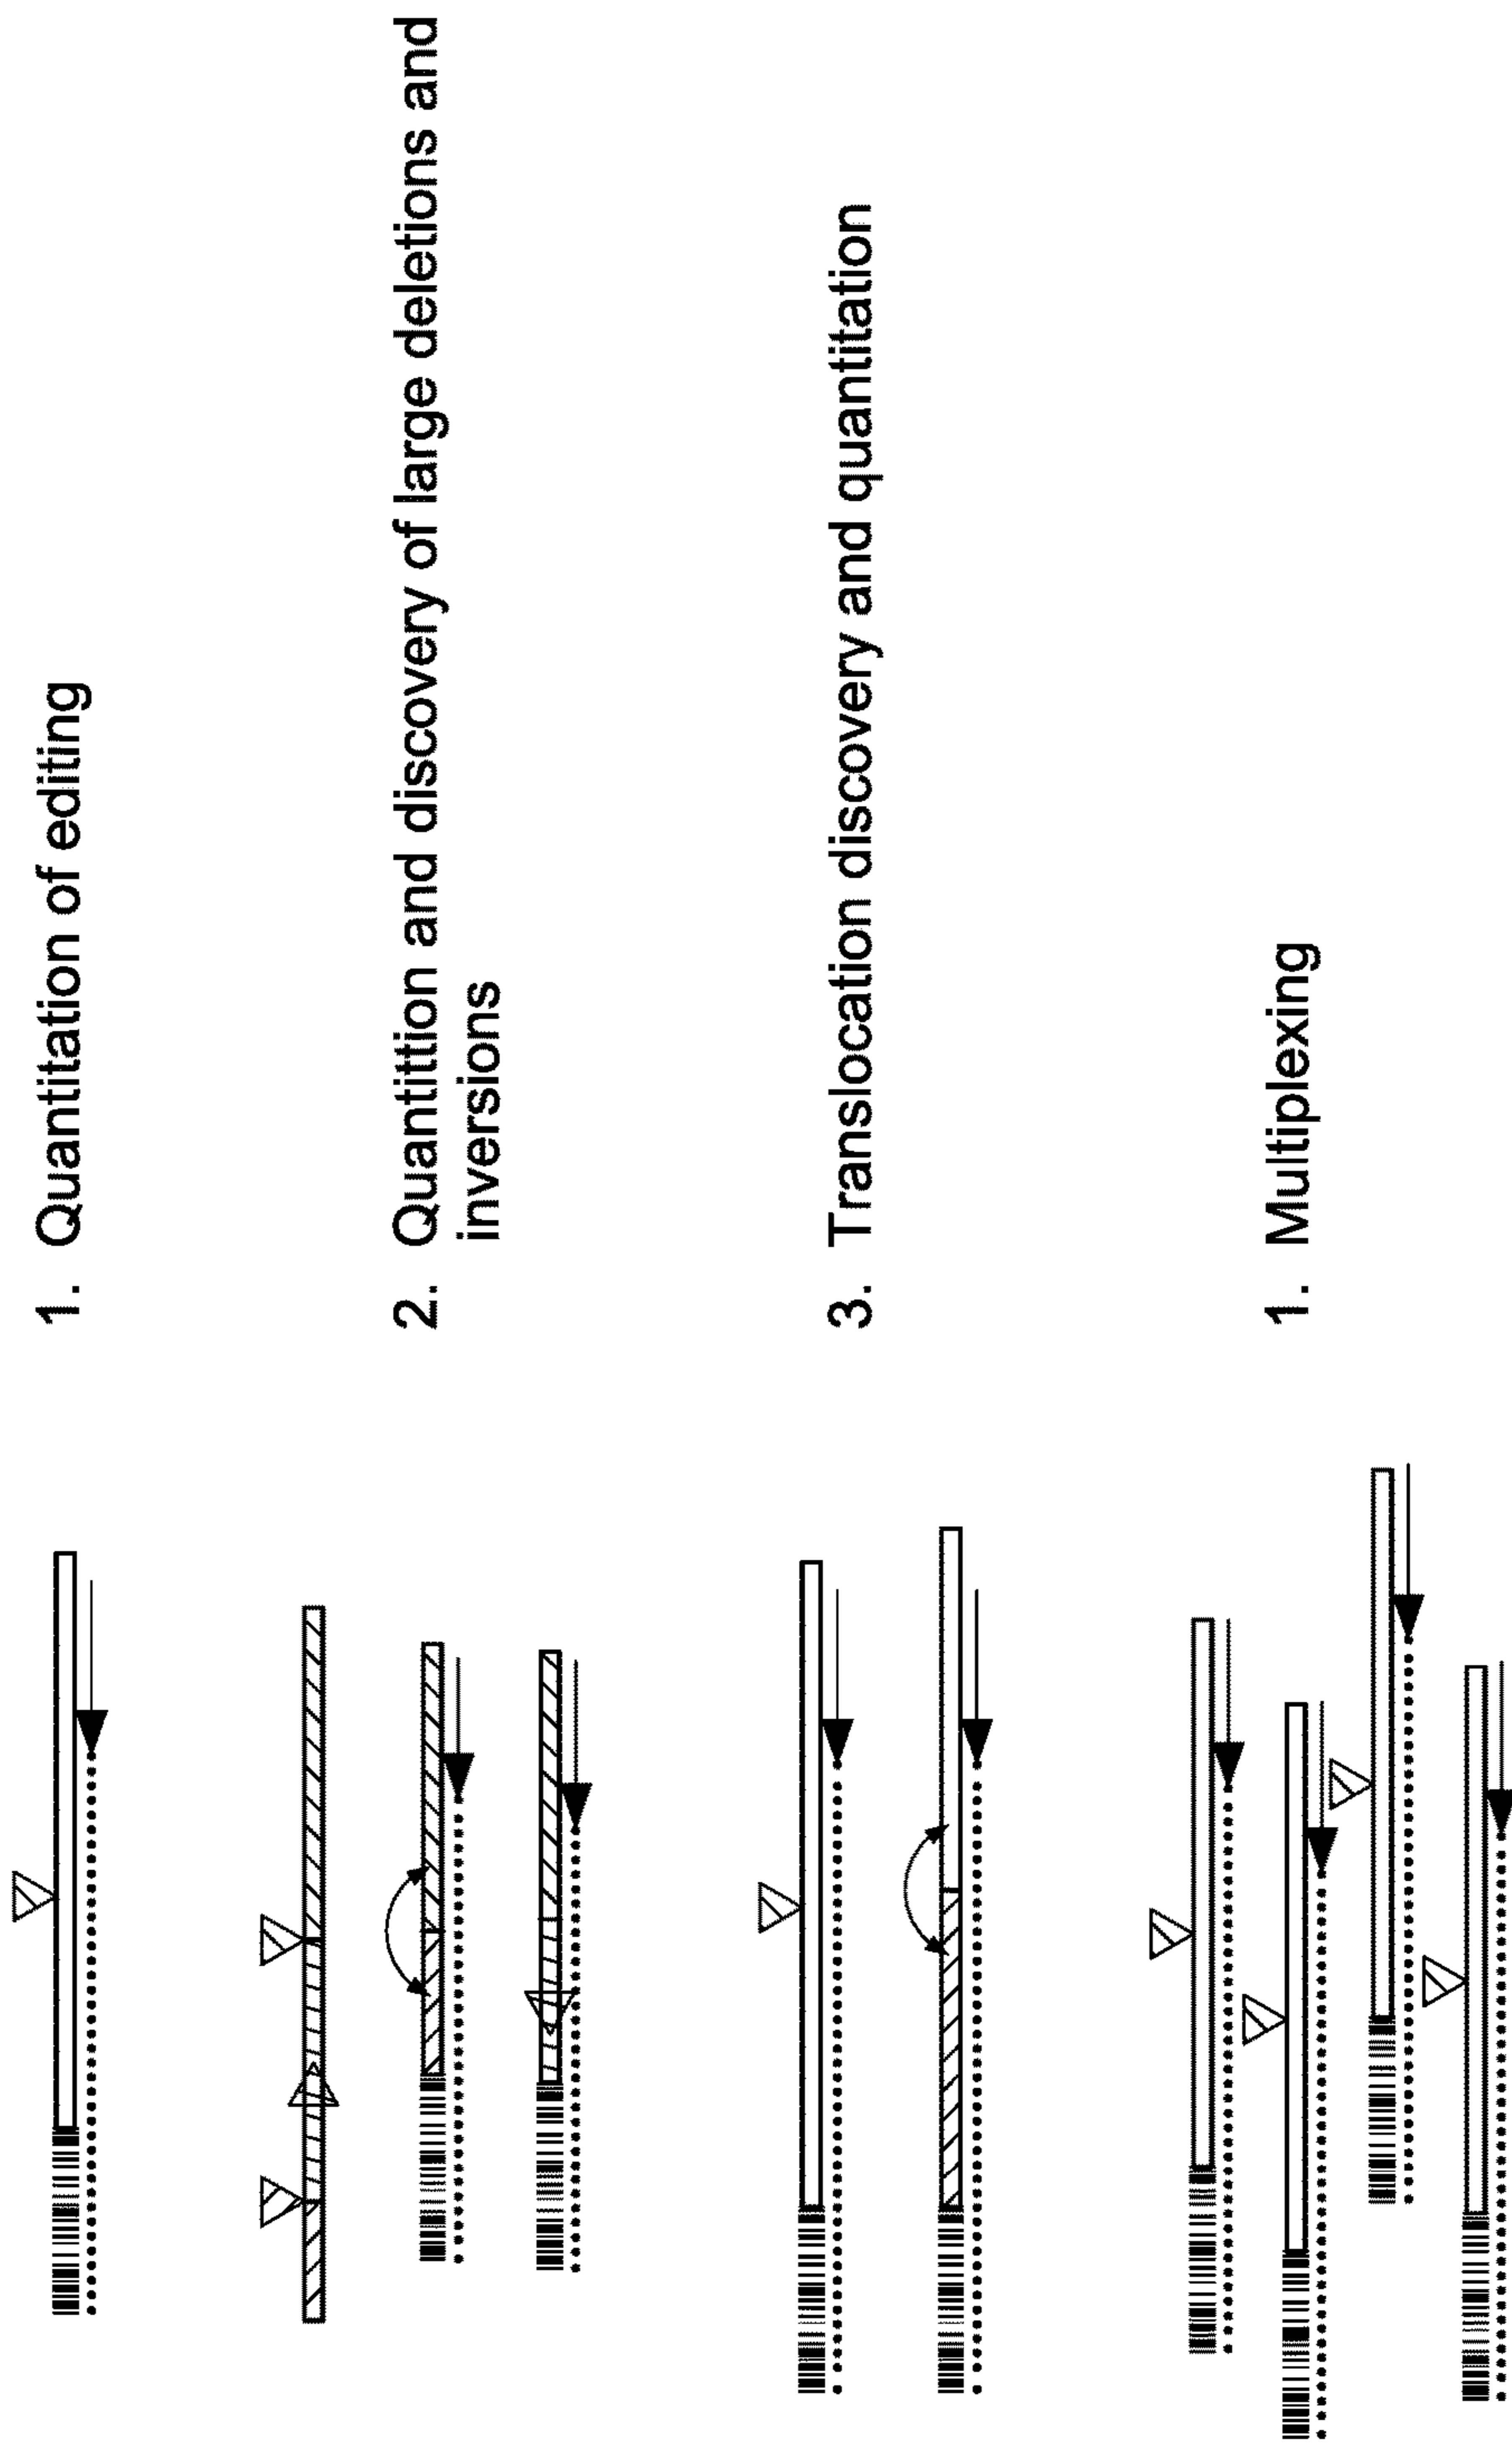 1. Quantitation of editing
2. Quantittion and discovery of large deletions and
inversions
3. Translocation discovery and quantitation
1. Multiplexing